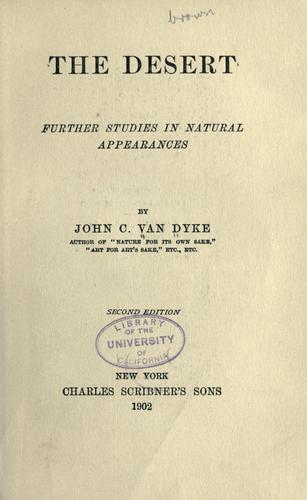 brown
THE DESERT
FURTHER STUDIES IN NATURAL
APPEARANCES
BY
JOHN C. VAN DYKE
AUTHOR OF "NATURE FOR ITS OWN SAKE,"
"ART FOR ART'S SAKE," ETC., ETC.
SECOND EDITION
LIBRARY
OF THE
UNIVERSITY
OF
CALIFORNIA
NEW YORK
CHARLES SCRIBNER'S SONS
1902